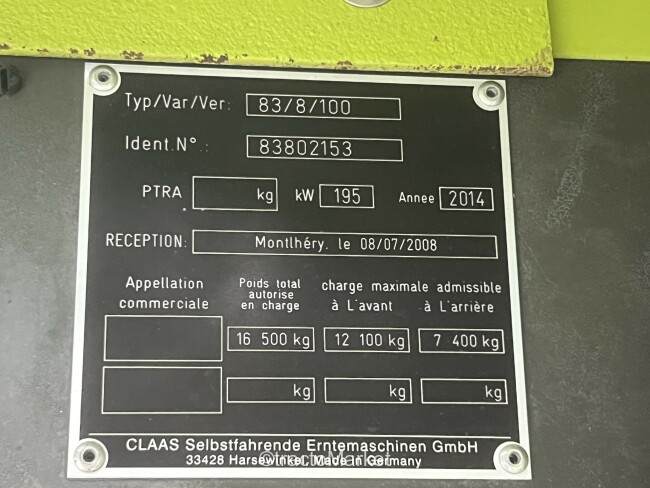 Typ/Var/Ver: 83/8/100
Ident.N°.: 83802153
PTRA kg kW 195 Annee 2014
RECEPTION: Montlhéry. le 08/07/2008
Appellation commerciale
Poids total autorise en charge
charge maximale admissible
à L'avant à L'arrière
16 500 kg 12 100 kg 7 400 kg
kg kg kg
CLAAS Selbstfahrende Erntemaschinen GmbH
33428 Harsewinkel, Made in Germany